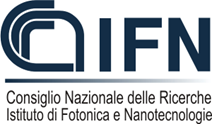 IFN
Consiglio Nazionale delle Ricerche
Istituto di Fotonica e Nanotecnologie